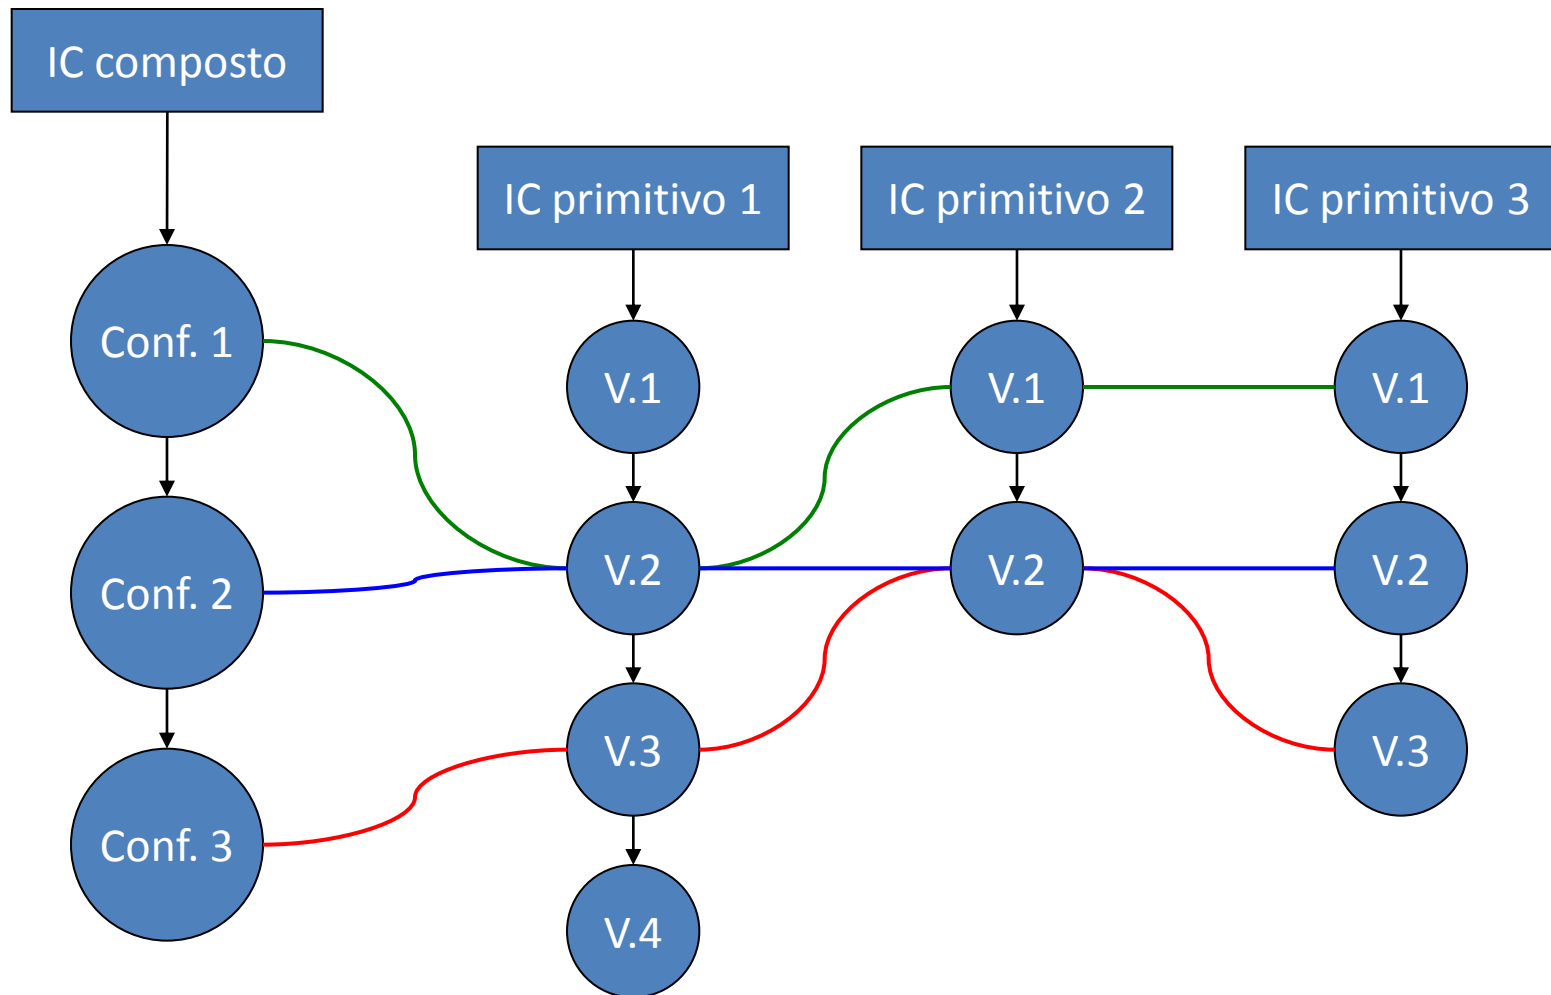 IC composto
IC primitivo 1
IC primitivo 2
IC primitivo 3
Conf. 1
V.1
V.1
V.1
Conf. 2
V.2
V.2
V.2
Conf. 3
V.3
V.3
V.4